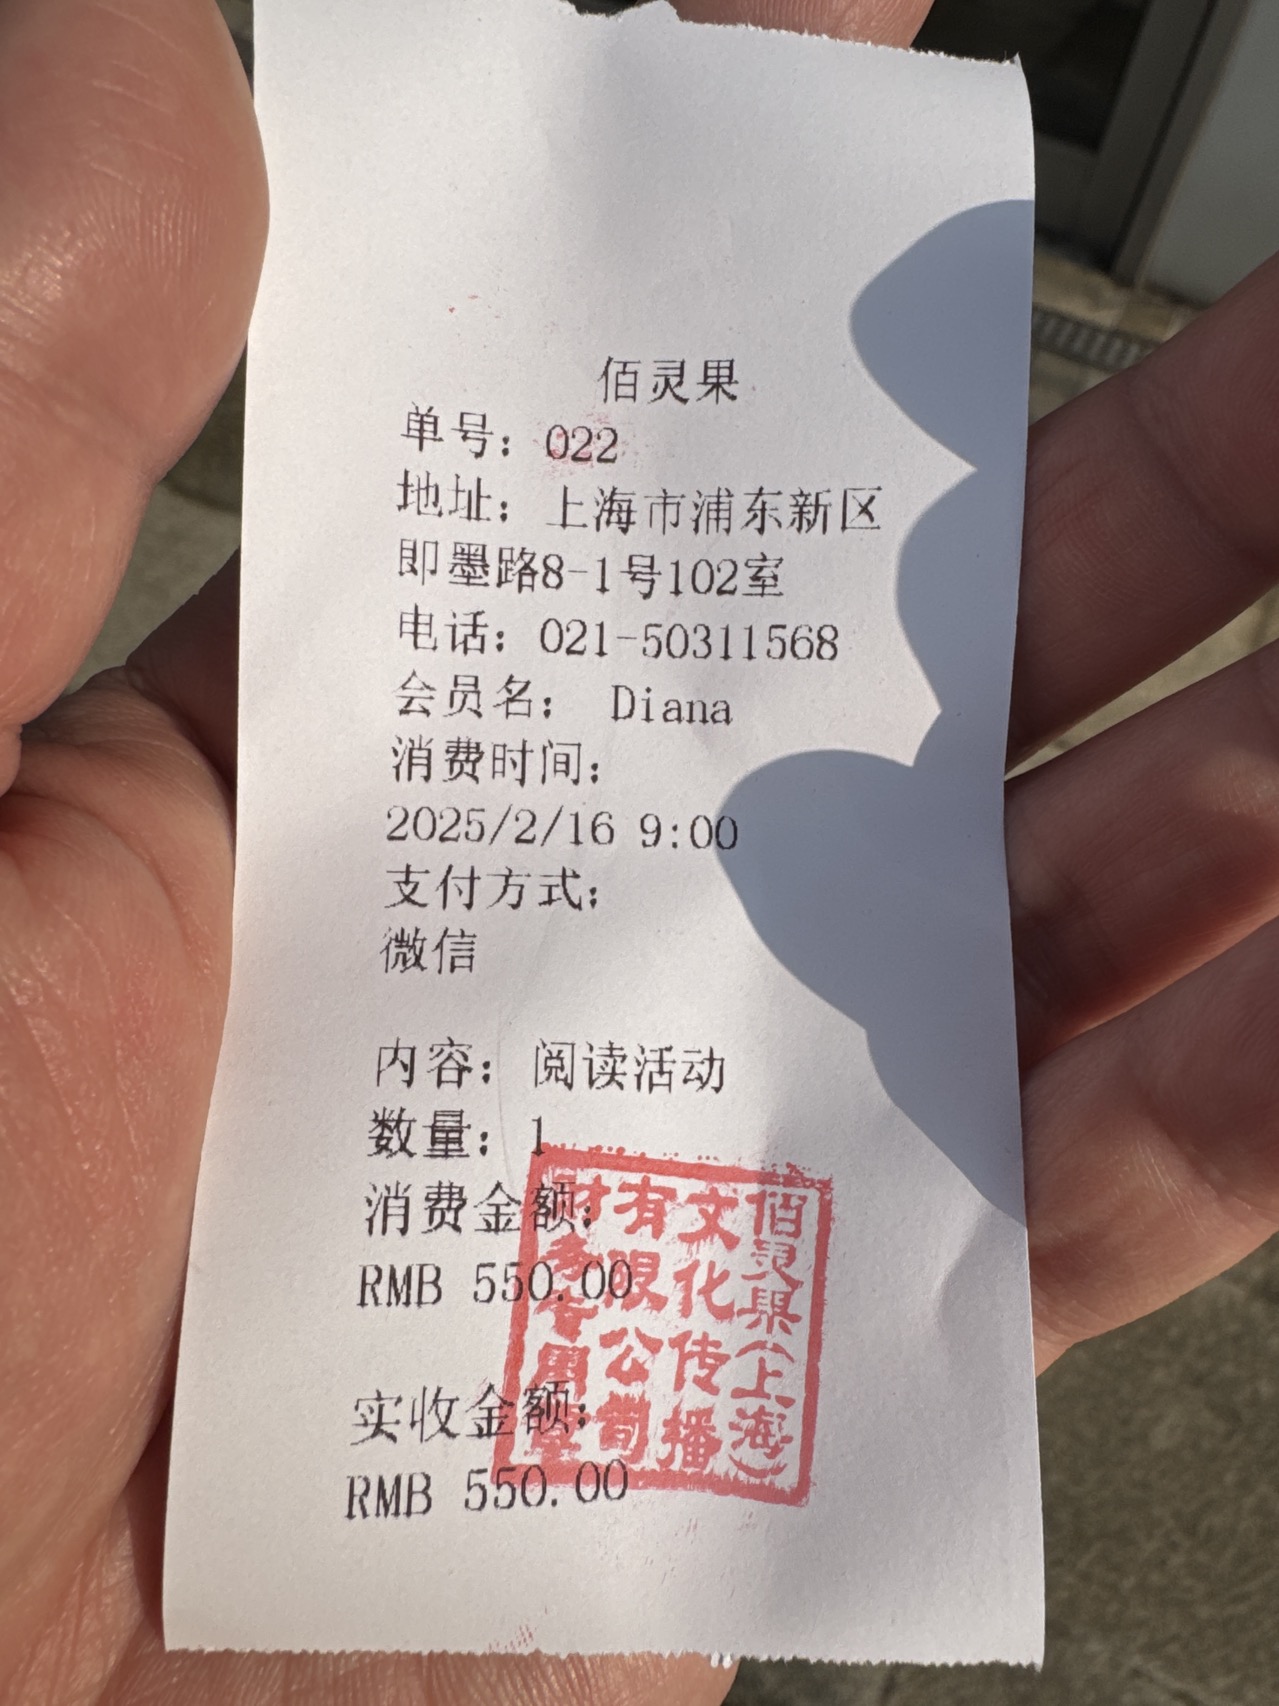 佰灵果
单号：022
地址：上海市浦东新区
即墨路8-1号102室
电话：021-50311568
会员名： Diana
消费时间：
2025/2/16 9:00
支付方式：
微信
内容：阅读活动
数量：1
消费金额：
RMB 550.00
实收金额：
RMB 550.00
佰灵果（上海）
文化传播
有限公司
财务专用章